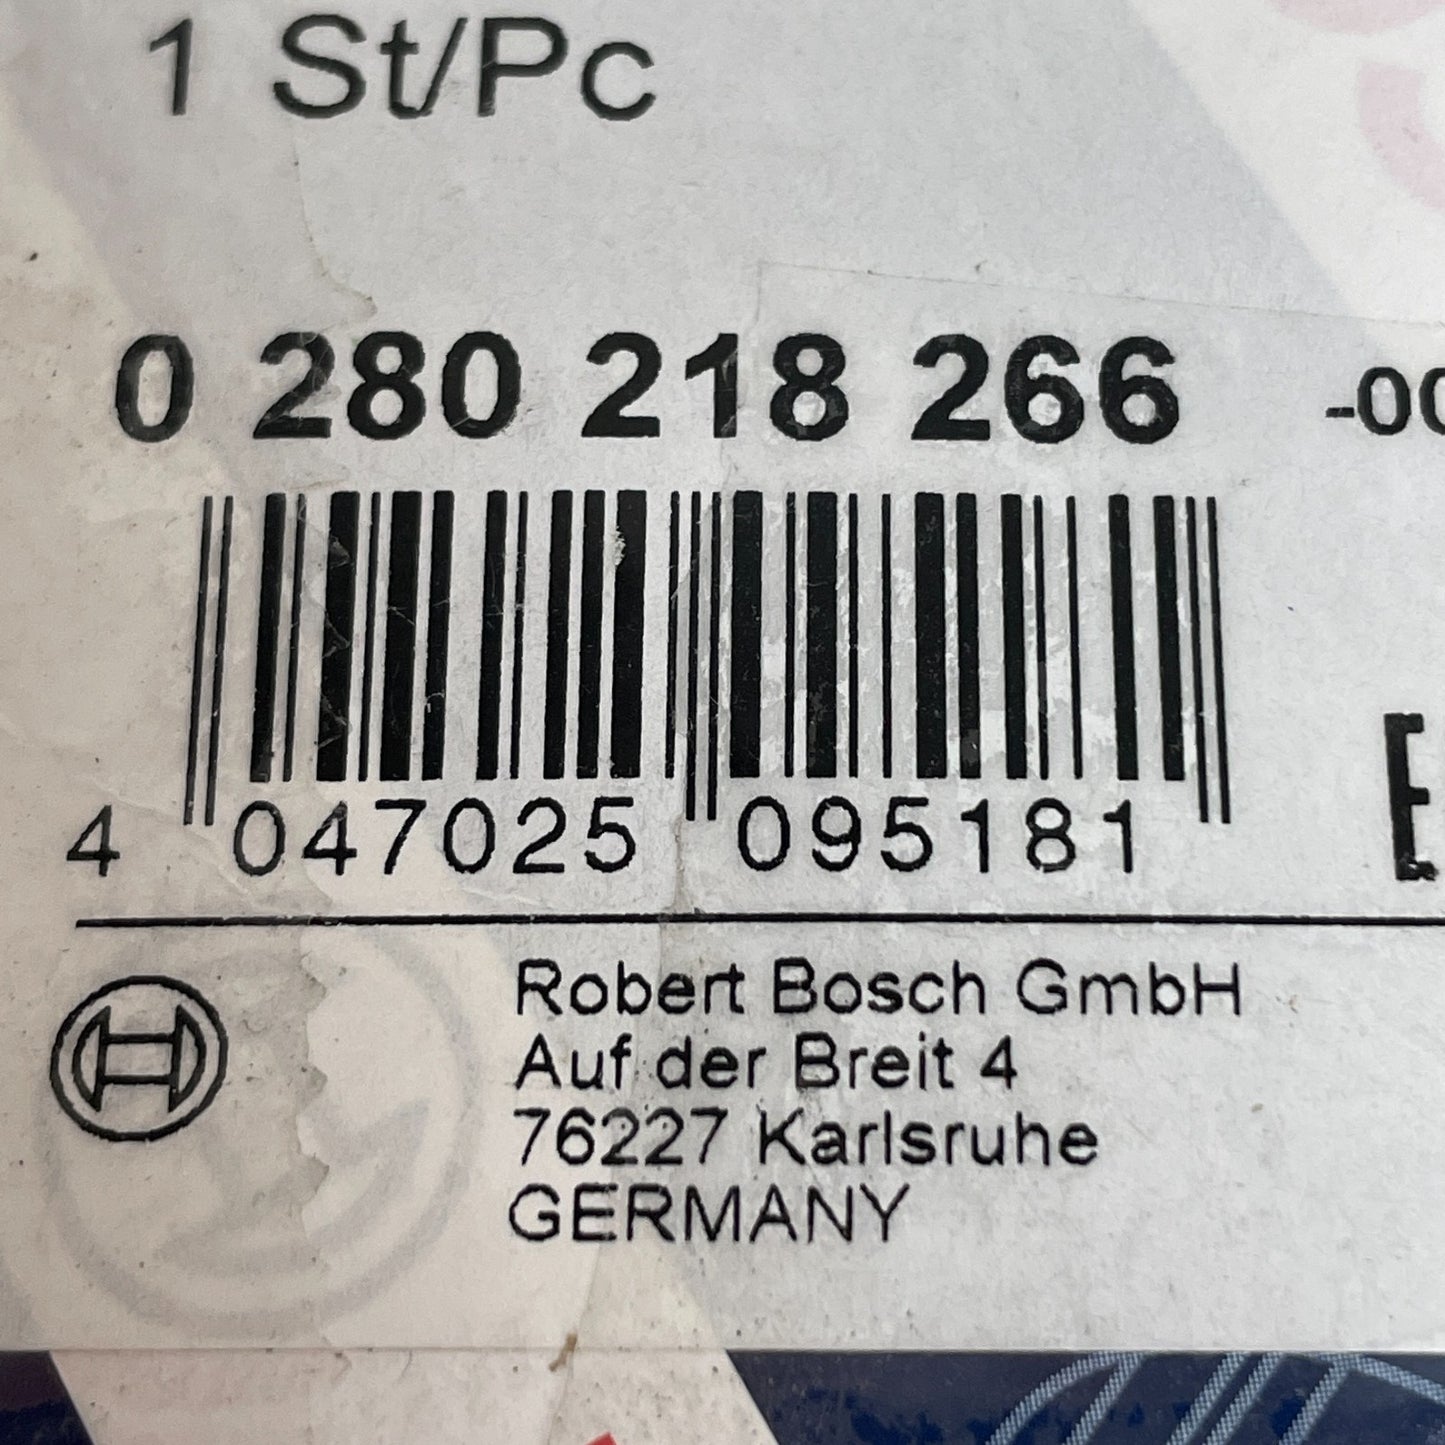 1 St/Pc
0 280 218 266 -00
4 047025 095181
Robert Bosch GmbH
Auf der Breit 4
76227 Karlsruhe
GERMANY